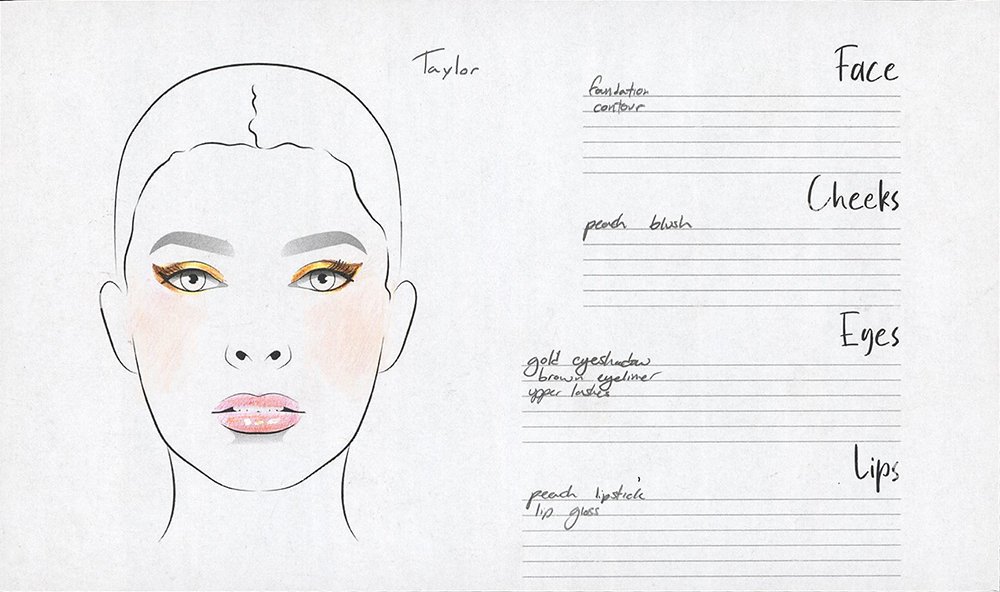 Taylor
Face
foundation
contour
Cheeks
peach blush
Eyes
gold eyeshadow
brown eyeliner
upper lashes
Lips
peach lipstick
lip gloss